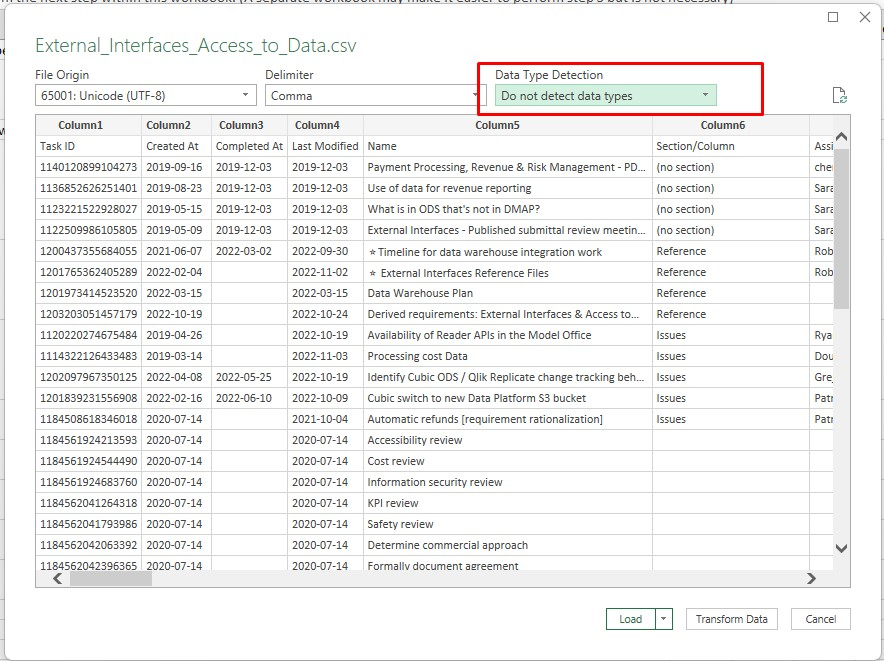 m the next step within this workbook. (A separate workbook may make it easier to perform step 3 but is not necessary)
External_Interfaces_Access_to_Data.csv
File Origin Delimiter Data Type Detection
65001: Unicode (UTF-8) Comma Do not detect data types
Column1 Column2 Column3 Column4 Column5 Column6
Task ID Created At Completed At Last Modified Name Section/Column Assi
1140120899104273 2019-09-16 2019-12-03 2019-12-03 Payment Processing, Revenue & Risk Management - PD... (no section) che
1136852626251401 2019-08-23 2019-12-03 2019-12-03 Use of data for revenue reporting (no section) Sara
1123221522928027 2019-05-15 2019-12-03 2019-12-03 What is in ODS that's not in DMAP? (no section) Sara
1122509986105805 2019-05-09 2019-12-03 2019-12-03 External Interfaces - Published submittal review meetin... (no section) Sara
1200437355684055 2021-06-07 2022-03-02 2022-09-30 ⭐Timeline for data warehouse integration work Reference Rob
1201765362405289 2022-02-04 2022-11-02 ⭐ External Interfaces Reference Files Reference Rob
1201973414523520 2022-03-15 2022-03-15 Data Warehouse Plan Reference
1203203051457179 2022-10-19 2022-10-24 Derived requirements: External Interfaces & Access to... Reference
1120220274675484 2019-04-26 2022-10-19 Availability of Reader APIs in the Model Office Issues Rya
1114322126433483 2019-03-14 2022-11-03 Processing cost Data Issues Dou
1202097967350125 2022-04-08 2022-05-25 2022-10-19 Identify Cubic ODS / Qlik Replicate change tracking beh... Issues Gre
1201839231556908 2022-02-16 2022-06-10 2022-10-09 Cubic switch to new Data Platform S3 bucket Issues Patr
1184508618346018 2020-07-14 2021-10-04 Automatic refunds [requirement rationalization] Issues Patr
1184561924213593 2020-07-14 2020-07-14 Accessibility review
1184561924544490 2020-07-14 2020-07-14 Cost review
1184561924683760 2020-07-14 2020-07-14 Information security review
1184562041264318 2020-07-14 2020-07-14 KPI review
1184562041793986 2020-07-14 2020-07-14 Safety review
1184562042063392 2020-07-14 2020-07-14 Determine commercial approach
1184562042396365 2020-07-14 2020-07-14 Formally document agreement
Load Transform Data Cancel